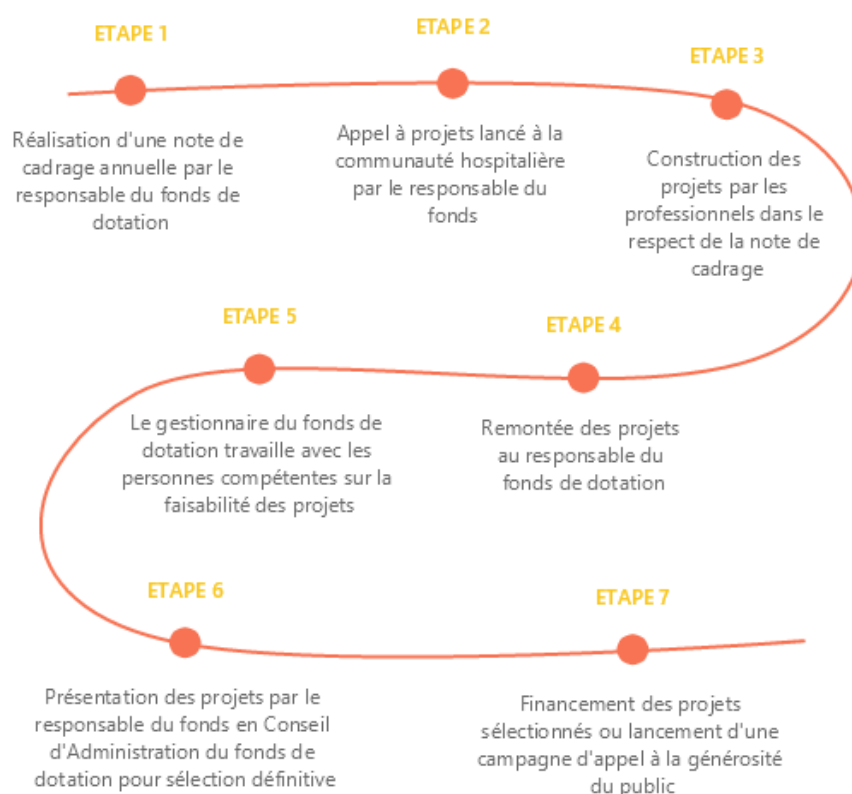 ETAPE 1
Réalisation d'une note de
cadrage annuelle par le
responsable du fonds de
dotation
ETAPE 2
Appel à projets lancé à la
communauté hospitalière
par le responsable du
fonds
ETAPE 3
Construction des
projets par les
professionnels dans le
respect de la note de
cadrage
ETAPE 4
Remontée des projets
au responsable du
fonds de dotation
ETAPE 5
Le gestionnaire du fonds de
dotation travaille avec les
personnes compétentes sur la
faisabilité des projets
ETAPE 6
Présentation des projets par le
responsable du fonds en Conseil
d'Administration du fonds de
dotation pour sélection définitive
ETAPE 7
Financement des projets
sélectionnés ou lancement d'une
campagne d'appel à la générosité
du public